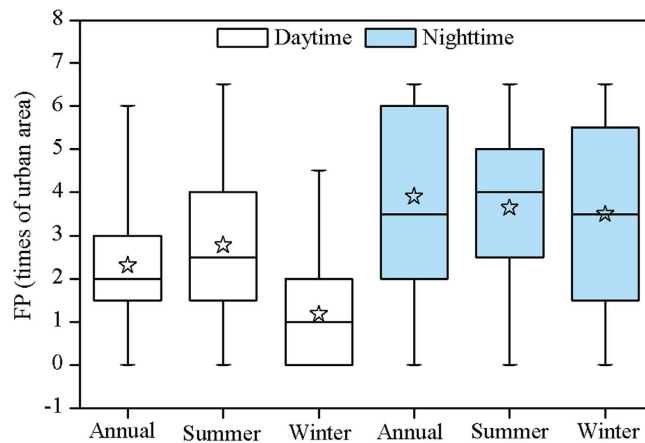 8
7
6
5
4
3
2
1
0
-1
FP (times of urban area)
Daytime
Nighttime
Annual
Summer
Winter
Annual
Summer
Winter